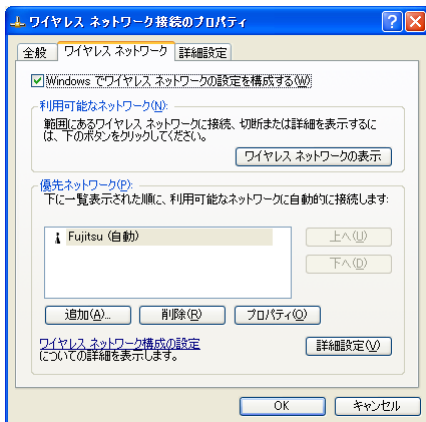 ワイヤレス ネットワーク接続のプロパティ
全般 ワイヤレス ネットワーク 詳細設定
Windows でワイヤレス ネットワークの設定を構成する(W)
利用可能なネットワーク(N):
範囲にあるワイヤレス ネットワークに接続、切断または詳細を表示するに
は、下のボタンをクリックしてください。
ワイヤレス ネットワークの表示
優先ネットワーク(P):
下に一覧表示された順に、利用可能なネットワークに自動的に接続します:
Fujitsu (自動)
上へ(U)
下へ(D)
追加(A)... 削除(R) プロパティ(O)
ワイヤレス ネットワーク構成の設定
についての詳細を表示します。
詳細設定(V)
OK キャンセル